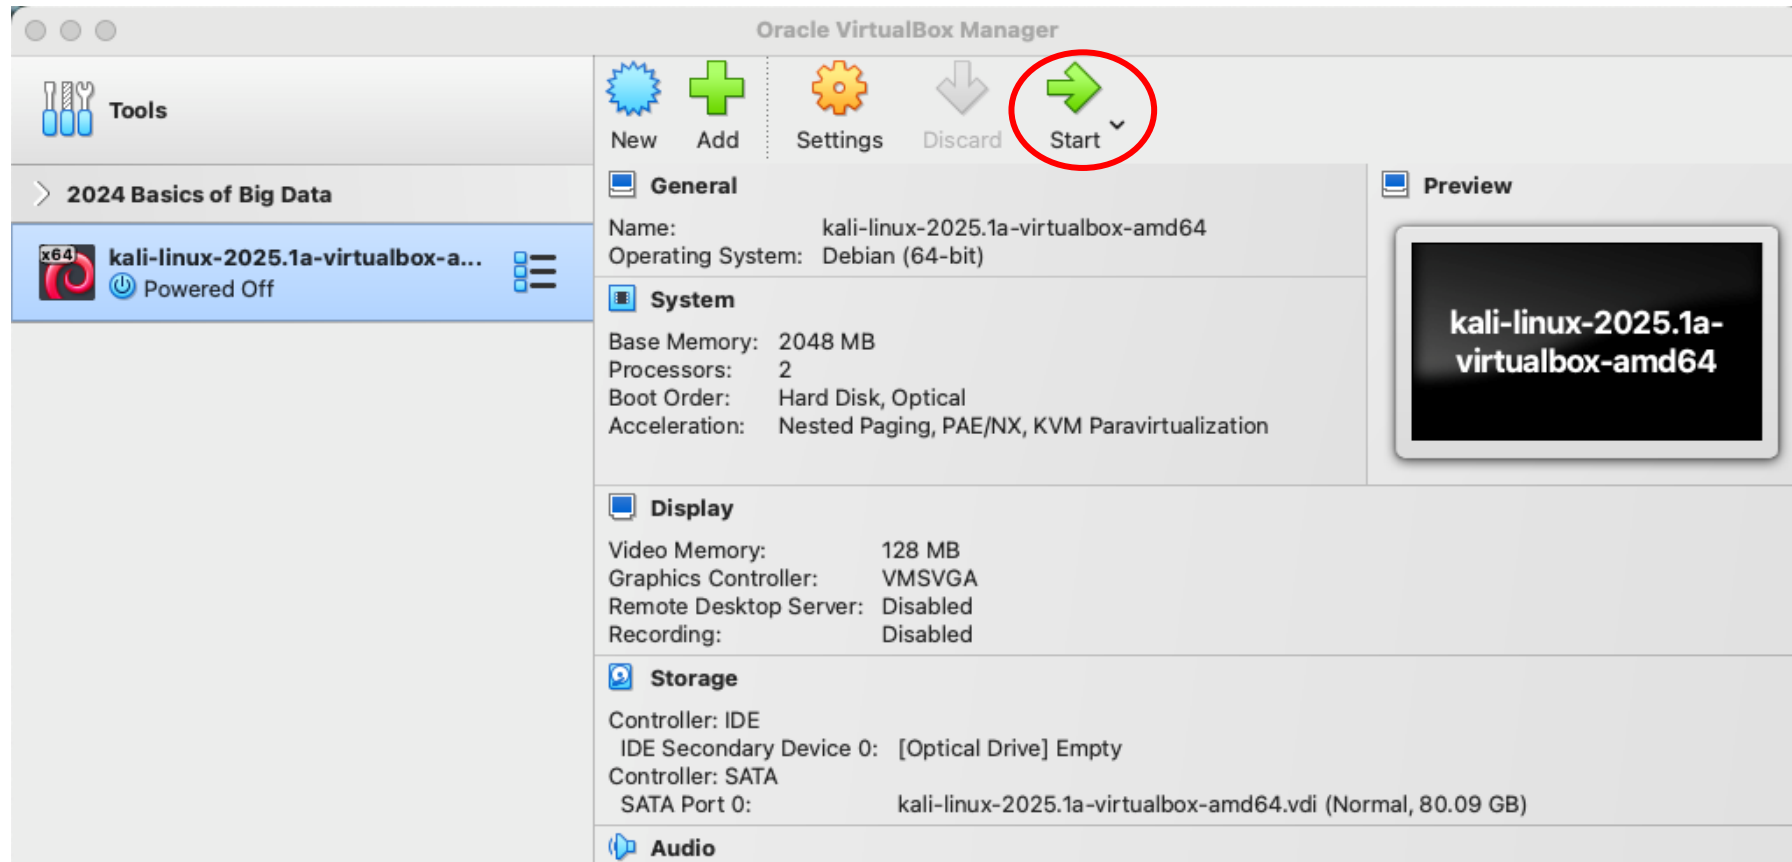 Oracle VirtualBox Manager
Tools
New Add Settings Discard Start
2024 Basics of Big Data
x64
kali-linux-2025.1a-virtualbox-a...
Powered Off
General
Name: kali-linux-2025.1a-virtualbox-amd64
Operating System: Debian (64-bit)
System
Base Memory: 2048 MB
Processors: 2
Boot Order: Hard Disk, Optical
Acceleration: Nested Paging, PAE/NX, KVM Paravirtualization
Preview
kali-linux-2025.1a-
virtualbox-amd64
Display
Video Memory: 128 MB
Graphics Controller: VMSVGA
Remote Desktop Server: Disabled
Recording: Disabled
Storage
Controller: IDE
IDE Secondary Device 0: [Optical Drive] Empty
Controller: SATA
SATA Port 0: kali-linux-2025.1a-virtualbox-amd64.vdi (Normal, 80.09 GB)
Audio